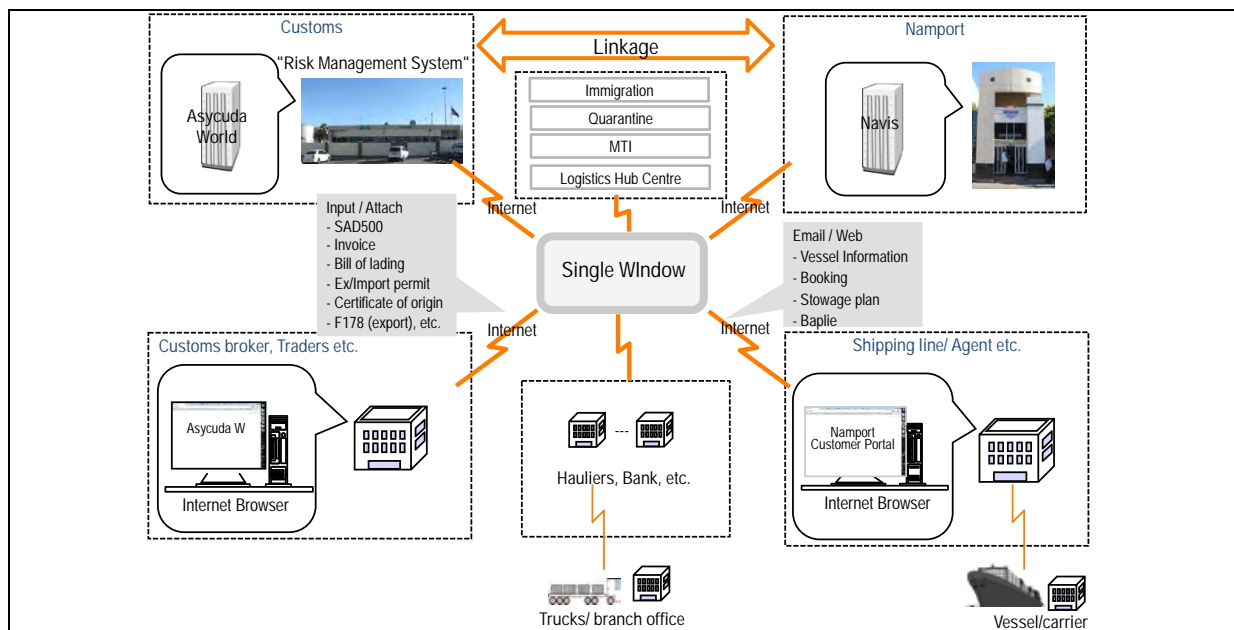 Customs
Linkage
Namport
"Risk Management System"
Asycuda
World
Immigration
Quarantine
MTI
Logistics Hub Centre
Navis
Internet
Internet
Input / Attach
- SAD500
- Invoice
- Bill of lading
- Ex/Import permit
- Certificate of origin
- F178 (export), etc.
Single WIndow
Email / Web
- Vessel Information
- Booking
- Stowage plan
- Baplie
Internet
Internet
Customs broker, Traders etc.
Asycuda W
Internet Browser
---
Hauliers, Bank, etc.
Shipping line/ Agent etc.
Namport
Customer Portal
Internet Browser
Trucks/ branch office
Vessel/carrier